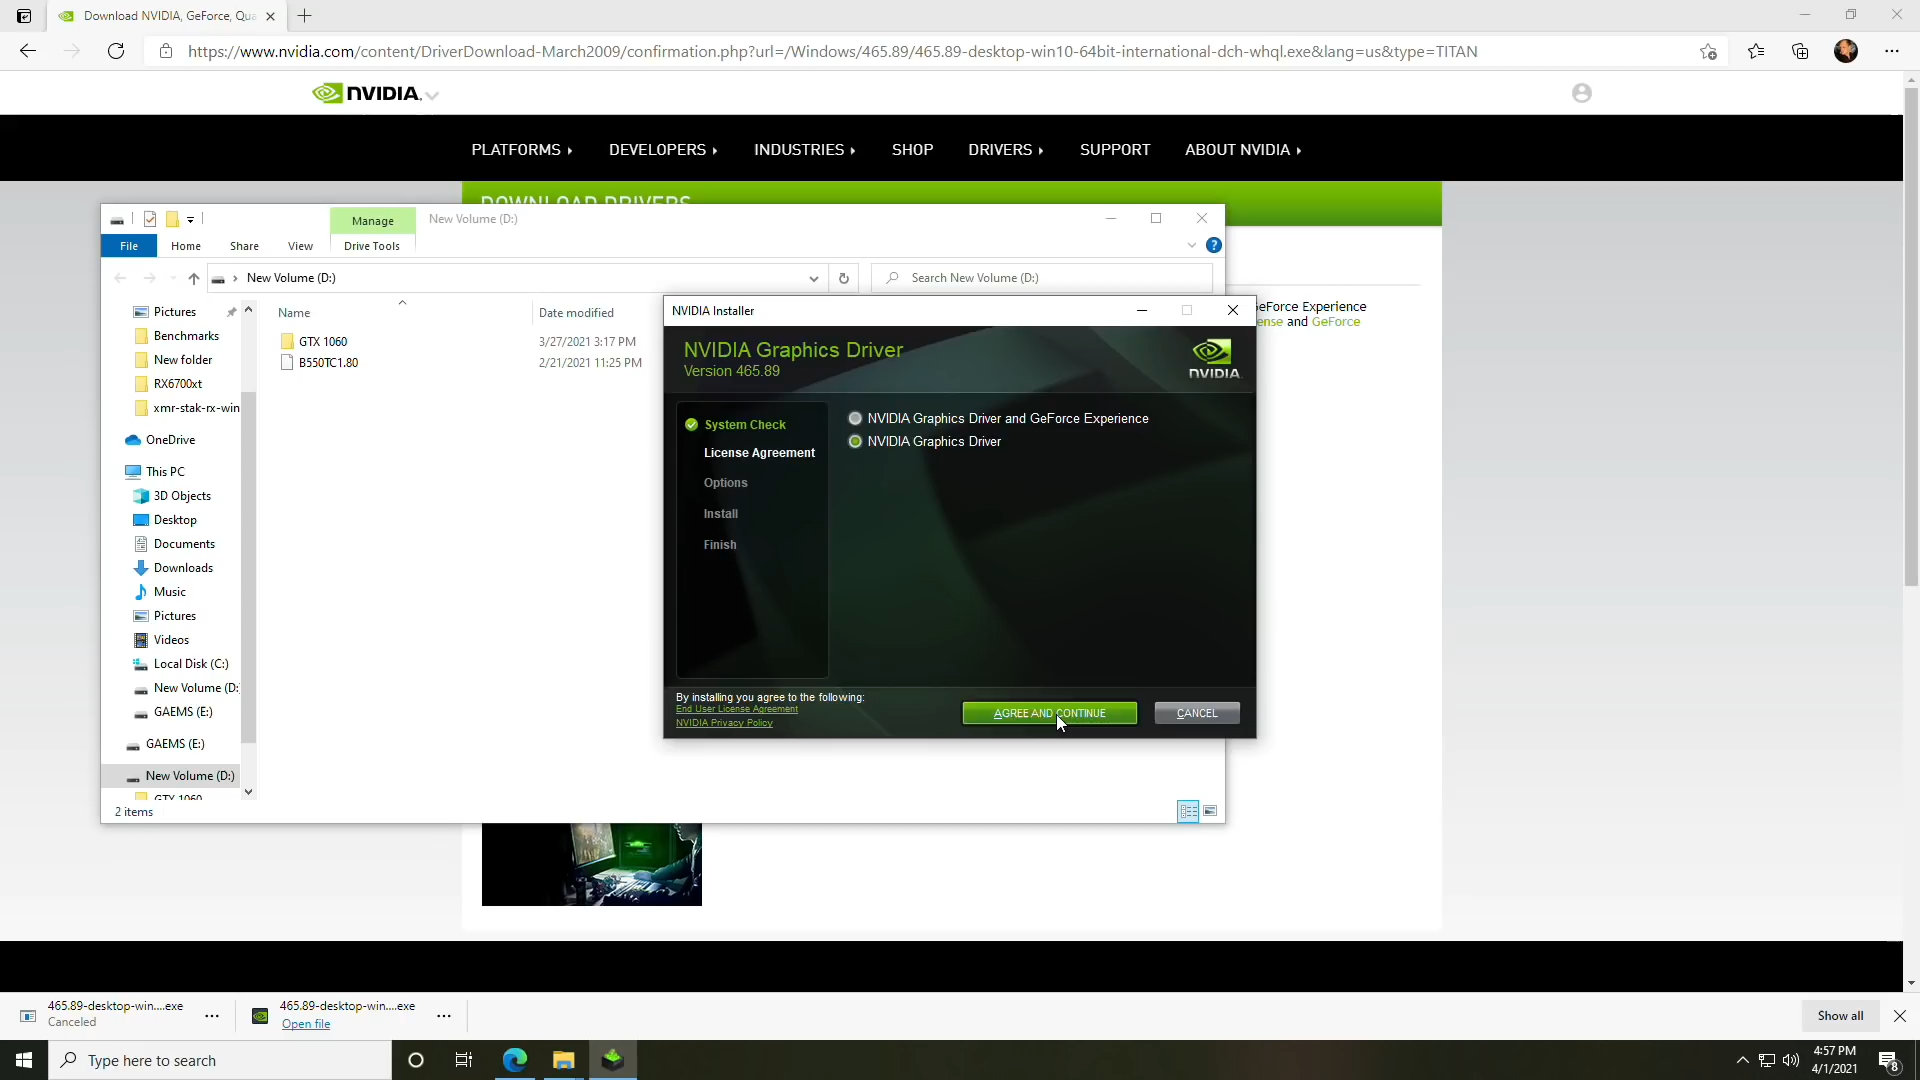 Download NVIDIA, GeForce, Qua
https://www.nvidia.com/content/DriverDownload-March2009/confirmation.php?url=/Windows/465.89/465.89-desktop-win10-64bit-international-dch-whql.exe&lang=us&type=TITAN
NVIDIA.
PLATFORMS
DEVELOPERS
INDUSTRIES
SHOP
DRIVERS
SUPPORT
ABOUT NVIDIA
DOWNLOAD DRIVERS
Manage
New Volume (D:)
File
Home
Share
View
Drive Tools
New Volume (D:)
Search New Volume (D:)
Pictures
Benchmarks
New folder
RX6700xt
xmr-stak-rx-win
OneDrive
This PC
3D Objects
Desktop
Documents
Downloads
Music
Pictures
Videos
Local Disk (C:)
New Volume (D:
GAEMS (E:)
GAEMS (E:)
New Volume (D:)
GTX 1060
2 items
Name
Date modified
GTX 1060
3/27/2021 3:17 PM
B550TC1.80
2/21/2021 11:25 PM
eForce Experience
ense and GeForce
NVIDIA Installer
NVIDIA Graphics Driver
Version 465.89
NVIDIA.
System Check
License Agreement
Options
Install
Finish
NVIDIA Graphics Driver and GeForce Experience
NVIDIA Graphics Driver
By installing you agree to the following:
End User License Agreement
NVIDIA Privacy Policy
AGREE AND CONTINUE
CANCEL
465.89-desktop-win....exe
Canceled
465.89-desktop-win....exe
Open file
Show all
Type here to search
4:57 PM
4/1/2021
8